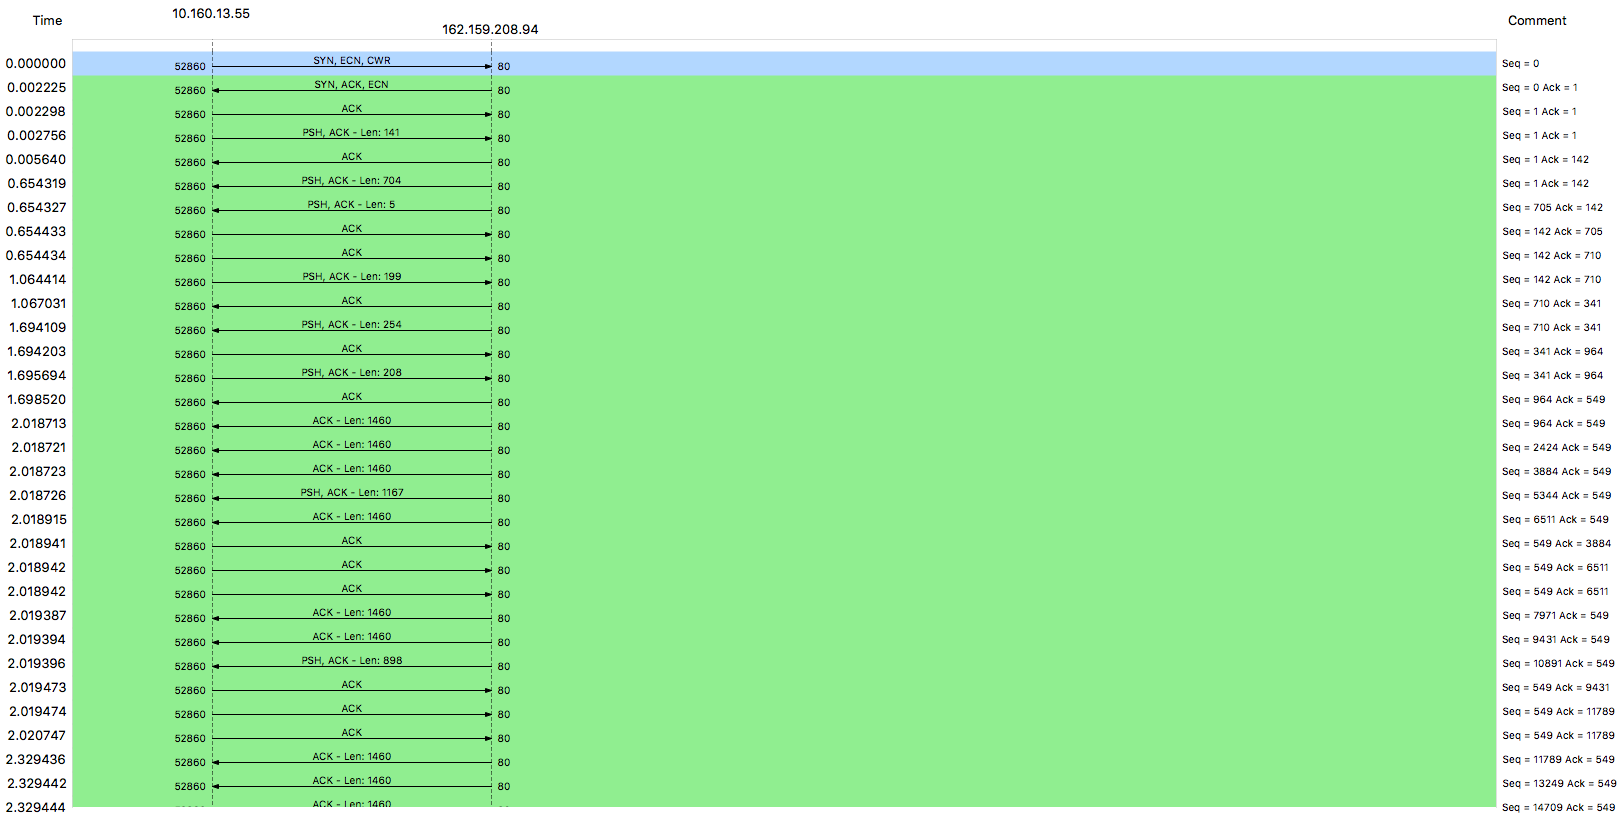 10.160.13.55
Time Comment
162.159.208.94
0.000000 52860 SYN, ECN, CWR 80 Seq = 0
0.002225 52860 SYN, ACK, ECN 80 Seq = 0 Ack = 1
0.002298 52860 ACK 80 Seq = 1 Ack = 1
0.002756 52860 PSH, ACK - Len: 141 80 Seq = 1 Ack = 1
0.005640 52860 ACK 80 Seq = 1 Ack = 142
0.654319 52860 PSH, ACK - Len: 704 80 Seq = 1 Ack = 142
0.654327 52860 PSH, ACK - Len: 5 80 Seq = 705 Ack = 142
0.654433 52860 ACK 80 Seq = 142 Ack = 705
0.654434 52860 ACK 80 Seq = 142 Ack = 710
1.064414 52860 PSH, ACK - Len: 199 80 Seq = 142 Ack = 710
1.067031 52860 ACK 80 Seq = 710 Ack = 341
1.694109 52860 PSH, ACK - Len: 254 80 Seq = 710 Ack = 341
1.694203 52860 ACK 80 Seq = 341 Ack = 964
1.695694 52860 PSH, ACK - Len: 208 80 Seq = 341 Ack = 964
1.698520 52860 ACK 80 Seq = 964 Ack = 549
2.018713 52860 ACK - Len: 1460 80 Seq = 964 Ack = 549
2.018721 52860 ACK - Len: 1460 80 Seq = 2424 Ack = 549
2.018723 52860 ACK - Len: 1460 80 Seq = 3884 Ack = 549
2.018726 52860 PSH, ACK - Len: 1167 80 Seq = 5344 Ack = 549
2.018915 52860 ACK - Len: 1460 80 Seq = 6511 Ack = 549
2.018941 52860 ACK 80 Seq = 549 Ack = 3884
2.018942 52860 ACK 80 Seq = 549 Ack = 6511
2.018942 52860 ACK 80 Seq = 549 Ack = 6511
2.019387 52860 ACK - Len: 1460 80 Seq = 7971 Ack = 549
2.019394 52860 ACK - Len: 1460 80 Seq = 9431 Ack = 549
2.019396 52860 PSH, ACK - Len: 898 80 Seq = 10891 Ack = 549
2.019473 52860 ACK 80 Seq = 549 Ack = 9431
2.019474 52860 ACK 80 Seq = 549 Ack = 11789
2.020747 52860 ACK 80 Seq = 549 Ack = 11789
2.329436 52860 ACK - Len: 1460 80 Seq = 11789 Ack = 549
2.329442 52860 ACK - Len: 1460 80 Seq = 13249 Ack = 549
2.329444 ACK - Len: 1460 Seq = 14709 Ack = 549